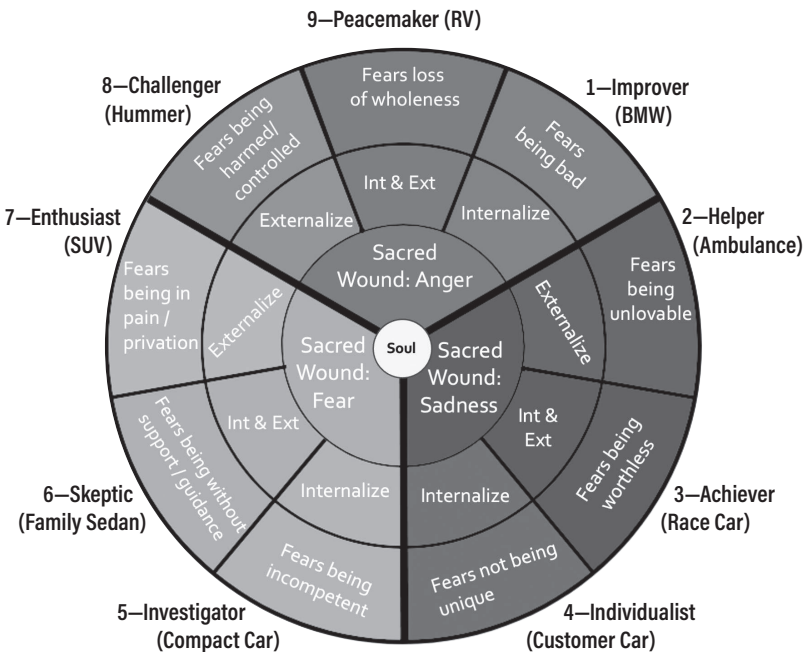 9—Peacemaker (RV)
8—Challenger
(Hummer)
1—Improver
(BMW)
7—Enthusiast
(SUV)
2—Helper
(Ambulance)
6—Skeptic
(Family Sedan)
3—Achiever
(Race Car)
5—Investigator
(Compact Car)
4—Individualist
(Customer Car)
Fears loss
of wholeness
Fears being
harmed/
controlled
Fears
being bad
Fears
being in
pain /
privation
Fears
being
unlovable
Fears being without
support / guidance
Fears being
worthless
Fears being
incompetent
Fears not being
unique
Int & Ext
Externalize
Internalize
Externalize
Externalize
Int & Ext
Int &
Ext
Internalize
Internalize
Sacred
Wound: Anger
Sacred
Wound:
Fear
Sacred
Wound:
Sadness
Soul